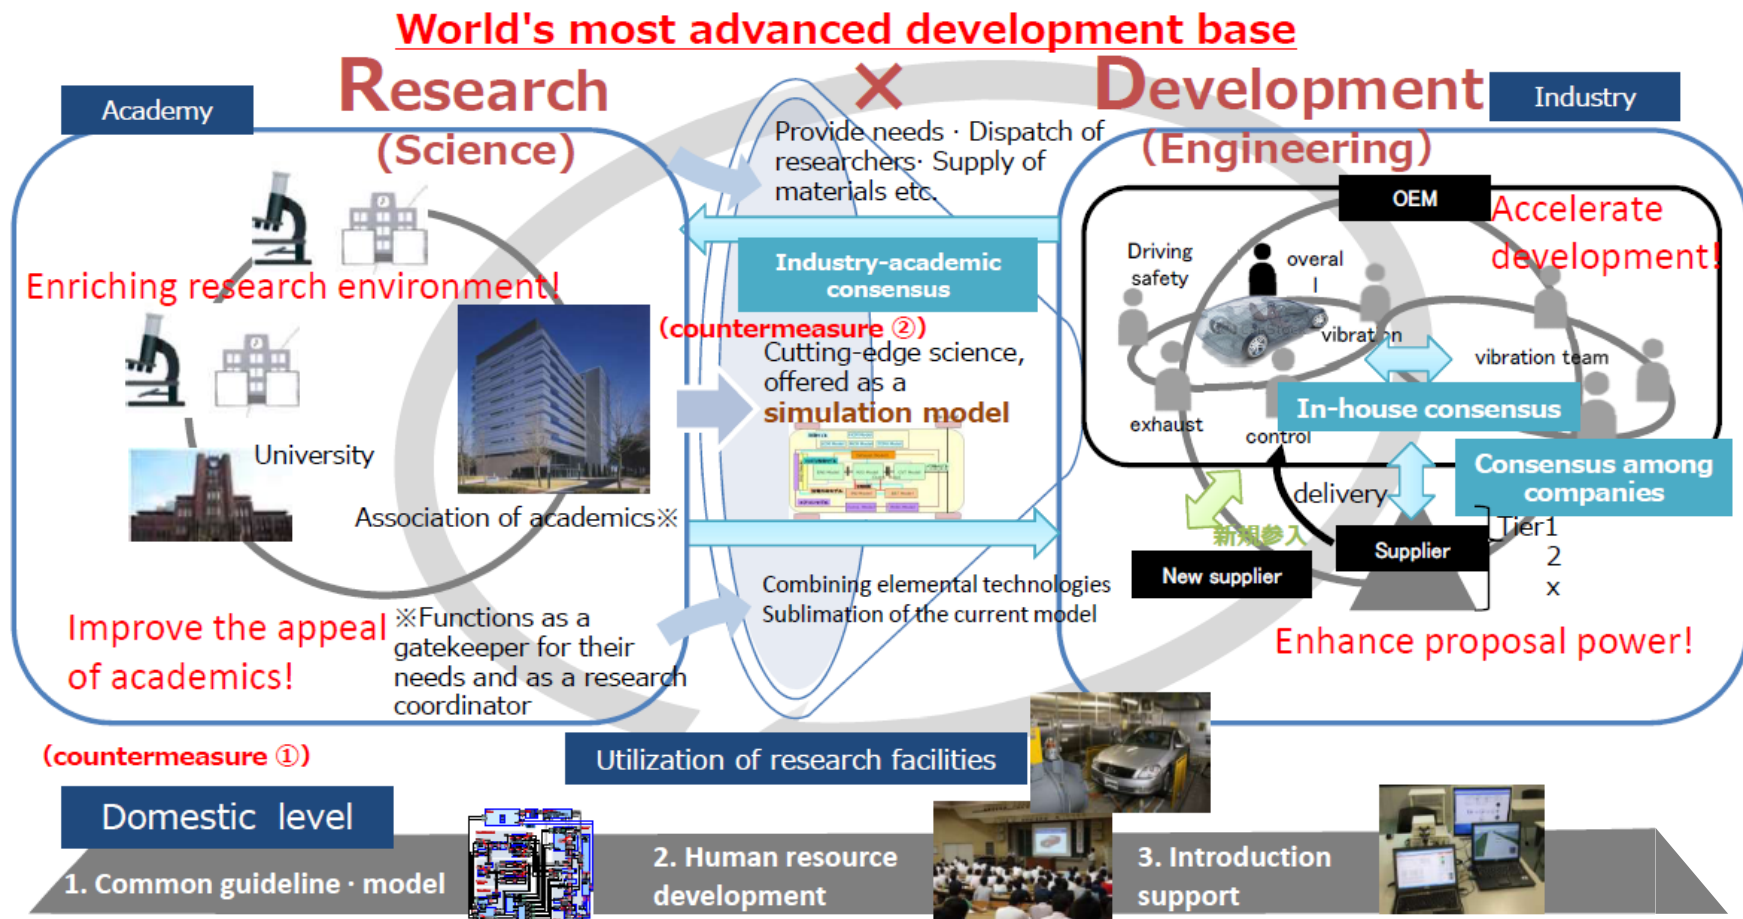 World's most advanced development base
Academy
Research
×
Development
Industry
(Science)
(Engineering)
Provide needs · Dispatch of
researchers· Supply of
materials etc.
OEM
Accelerate
development!
Enriching research environment!
Industry-academic
consensus
Driving
safety
overal
l
(countermeasure ②)
vibration
Cutting-edge science,
offered as a
simulation model
vibration team
In-house consensus
exhaust
control
University
Consensus among
companies
delivery
Association of academics※
新規参入
Tier1
2
x
Supplier
New supplier
Combining elemental technologies
Sublimation of the current model
Improve the appeal
of academics!
※Functions as a
gatekeeper for their
needs and as a research
coordinator
Enhance proposal power!
(countermeasure ①)
Utilization of research facilities
Domestic level
1. Common guideline · model
2. Human resource
development
3. Introduction
support